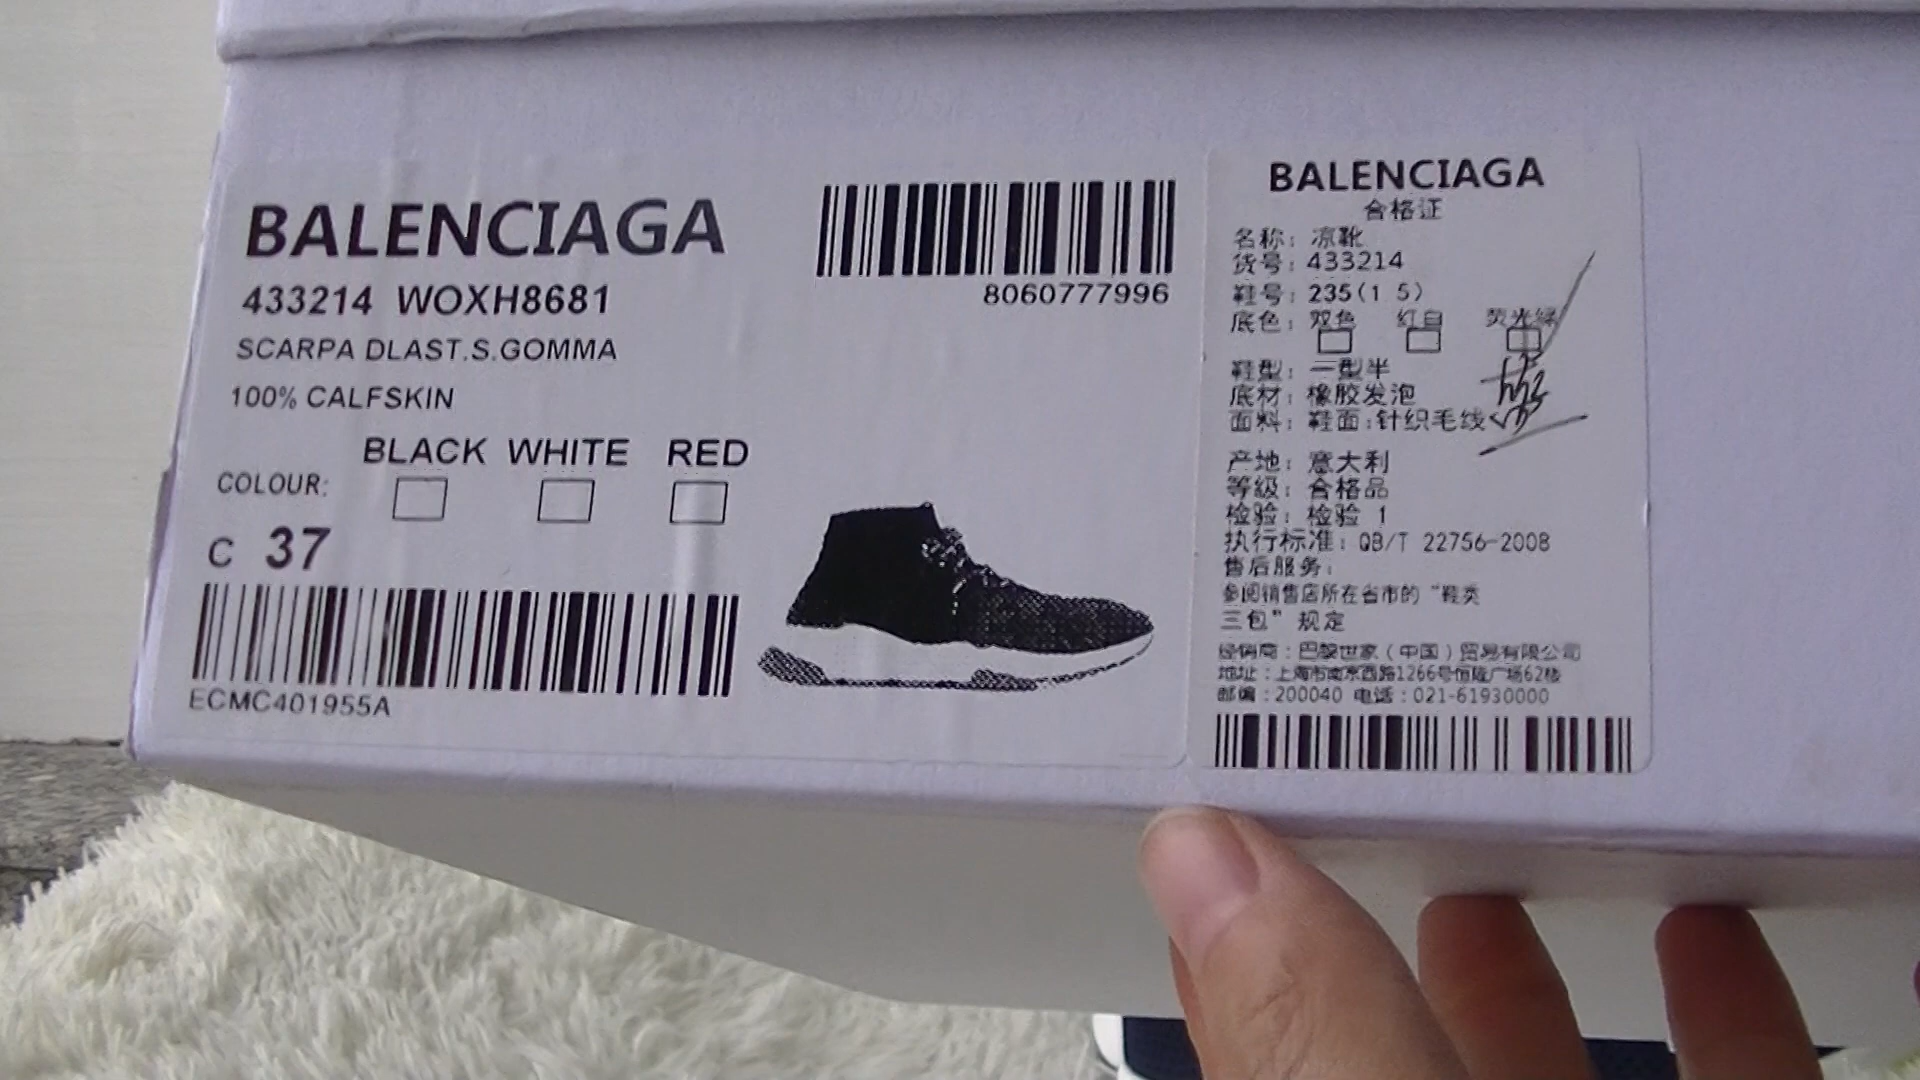 BALENCIAGA
433214 WOXH8681
SCARPA DLAST.S.GOMMA
100% CALFSKIN
BLACK WHITE RED
COLOUR:
C 37
ECMC401955A
8060777996
BALENCIAGA
合格证
名称：凉靴
货号：433214
鞋号：235(1 5)
底色：双色 红白 荧光绿
鞋型：一型半
底材：橡胶发泡
面料：鞋面：针织毛线
产地：意大利
等级：合格品
检验：检验 1
执行标准：QB/T 22756-2008
售后服务：
参阅销售店所在省市的“鞋类
三包”规定
经销商：巴黎世家（中国）贸易有限公司
地址：上海市南京西路1266号恒隆广场62楼
邮编：200040 电话：021-61930000